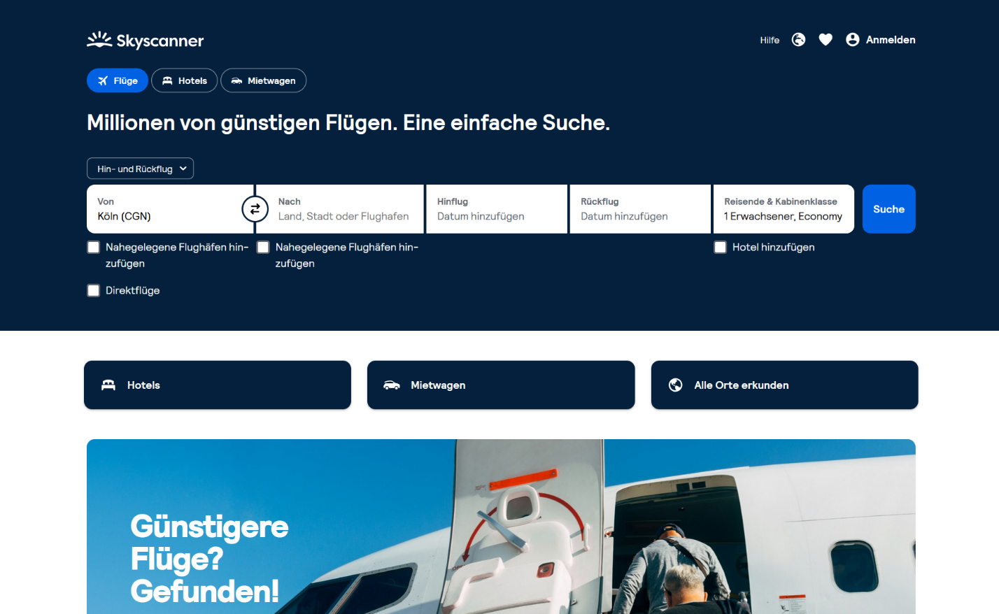 Skyscanner
Hilfe
Anmelden
Flüge
Hotels
Mietwagen
Millionen von günstigen Flügen. Eine einfache Suche.
Hin- und Rückflug
Von
Köln (CGN)
Nach
Land, Stadt oder Flughafen
Hinflug
Datum hinzufügen
Rückflug
Datum hinzufügen
Reisende & Kabinenklasse
1 Erwachsener, Economy
Suche
Nahegelegene Flughäfen hin-
zufügen
Nahegelegene Flughäfen hin-
zufügen
Hotel hinzufügen
Direktflüge
Hotels
Mietwagen
Alle Orte erkunden
Günstigere
Flüge?
Gefunden!